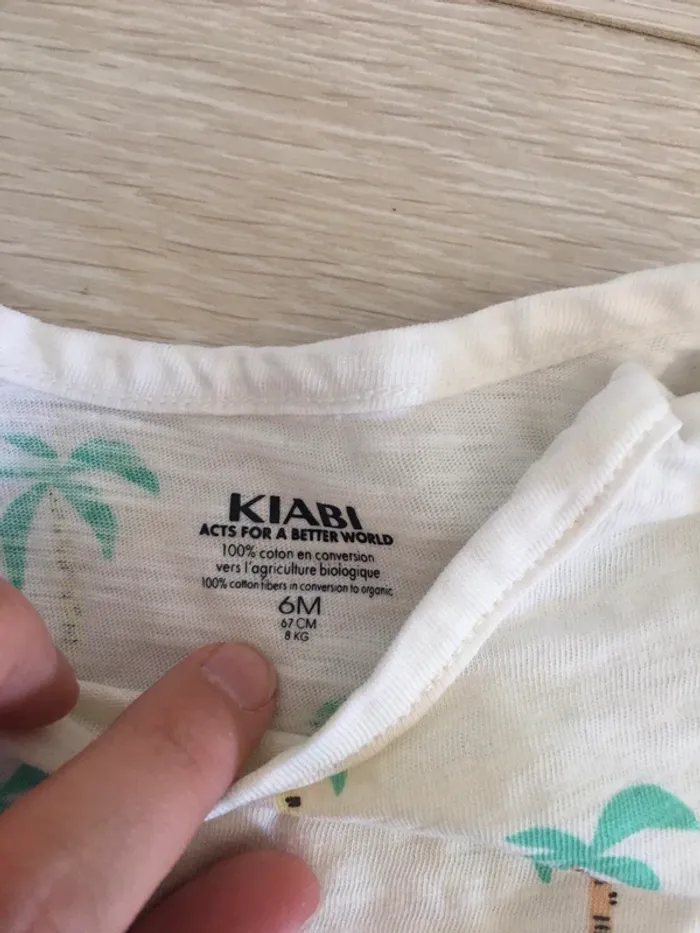 KIABI
ACTS FOR A BETTER WORLD
100% coton en conversion
vers l'agriculture biologique
100% cotton fibers in conversion to organic
6M
67 CM
8 KG